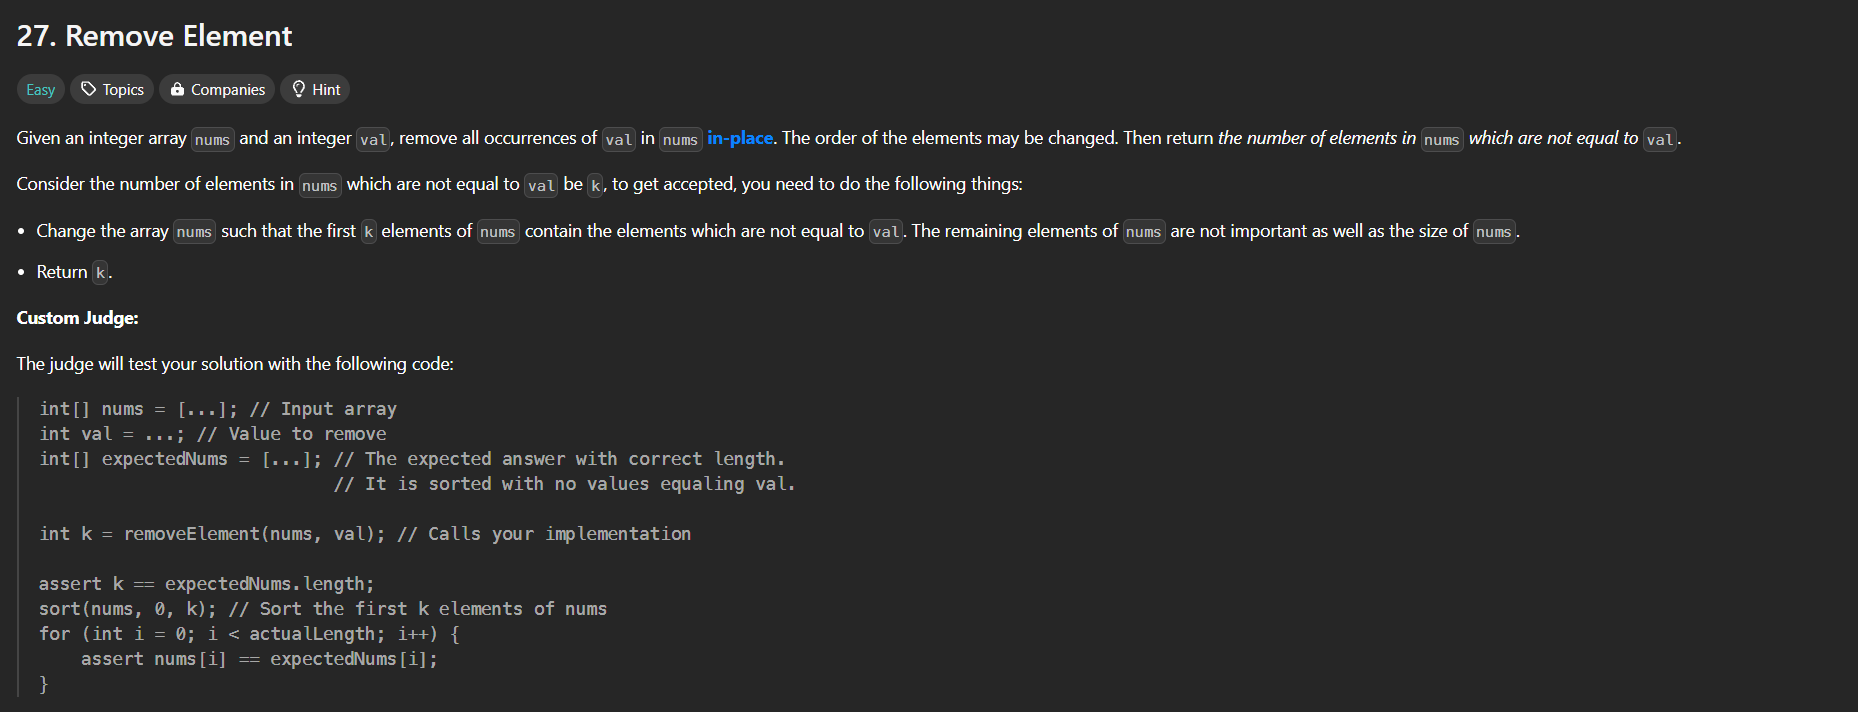 27. Remove Element
Easy Topics Companies Hint
Given an integer array nums and an integer val, remove all occurrences of val in nums in-place. The order of the elements may be changed. Then return the number of elements in nums which are not equal to val.
Consider the number of elements in nums which are not equal to val be k, to get accepted, you need to do the following things:
• Change the array nums such that the first k elements of nums contain the elements which are not equal to val. The remaining elements of nums are not important as well as the size of nums.
• Return k.
Custom Judge:
The judge will test your solution with the following code:
int[] nums = [...]; // Input array
int val = ...; // Value to remove
int[] expectedNums = [...]; // The expected answer with correct length.
                            // It is sorted with no values equaling val.
int k = removeElement(nums, val); // Calls your implementation
assert k == expectedNums.length;
sort(nums, 0, k); // Sort the first k elements of nums
for (int i = 0; i < actualLength; i++) {
    assert nums[i] == expectedNums[i];
}